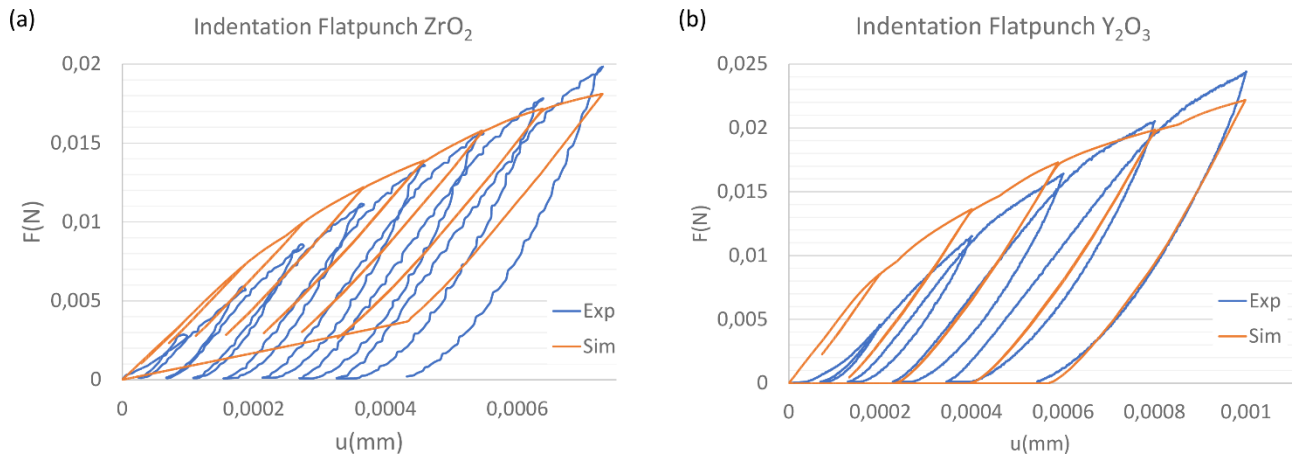 (a)
Indentation Flatpunch ZrO₂
F(N)
0,02
0,015
0,01
0,005
0
0
0,0002
0,0004
0,0006
u(mm)
Exp
Sim
(b)
Indentation Flatpunch Y₂O₃
F(N)
0,025
0,02
0,015
0,01
0,005
0
0
0,0002
0,0004
0,0006
0,0008
0,001
u(mm)
Exp
Sim